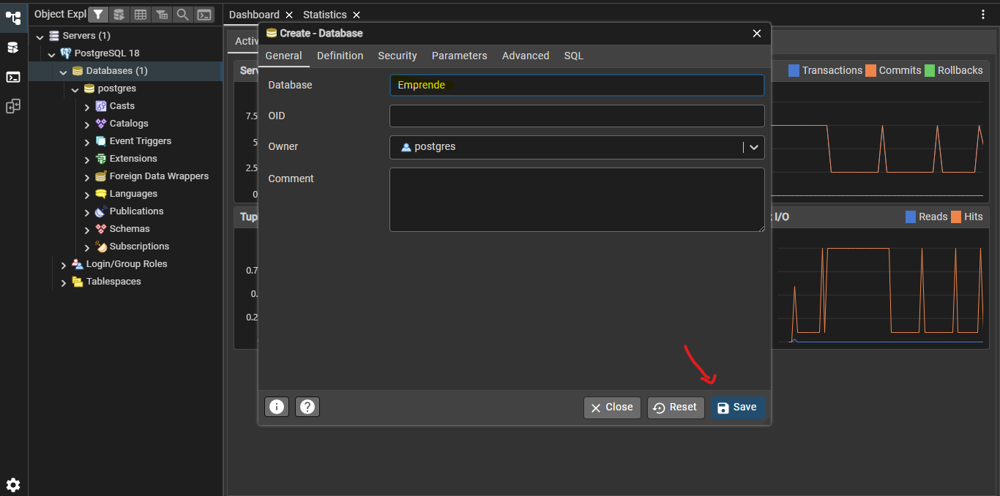 Object Expl
Dashboard
Statistics
Servers (1)
PostgreSQL 18
Databases (1)
postgres
Casts
Catalogs
Event Triggers
Extensions
Foreign Data Wrappers
Languages
Publications
Schemas
Subscriptions
Login/Group Roles
Tablespaces
Activ
Create - Database
General Definition Security Parameters Advanced SQL
Database Emprende
OID
Owner postgres
Comment
Close Reset Save
Serv
7.5
5
2.5
0
Transactions Commits Rollbacks
Tupl
0.7
0.
0.2
I/O
Reads Hits